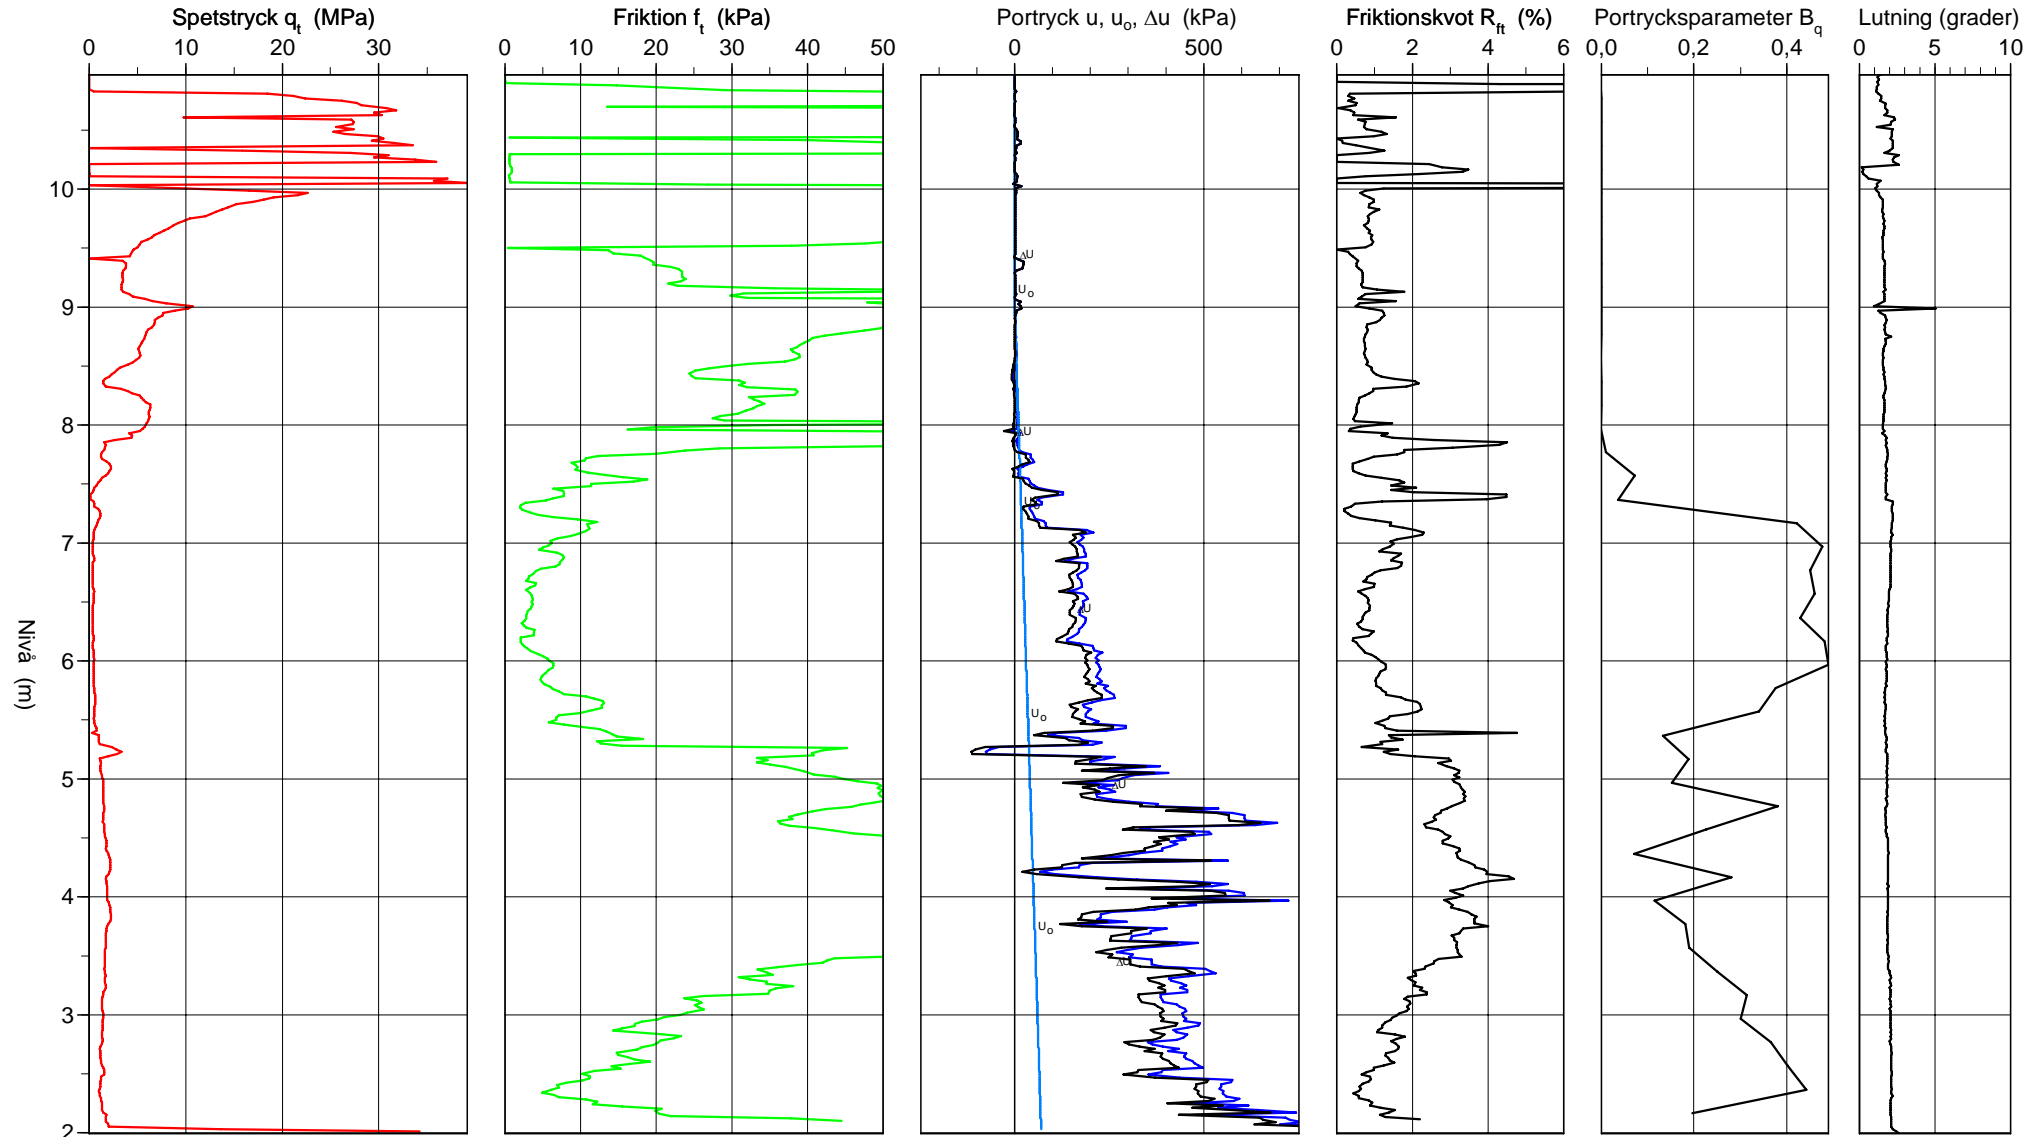 Spetstryck qt (MPa)
Friktion ft (kPa)
Portryck u, uo, Δu (kPa)
Friktionskvot Rft (%)
Portrycksparameter Bq
Lutning (grader)
0 10 20 30
0 10 20 30 40 50
0 500
0 2 4 6
0,0 0,2 0,4
0 5 10
10
9
8
7
6
5
4
3
2
Nivå (m)
ΔU
Uo
ΔU
Uo
ΔU
Uo
ΔU
Uo
ΔU